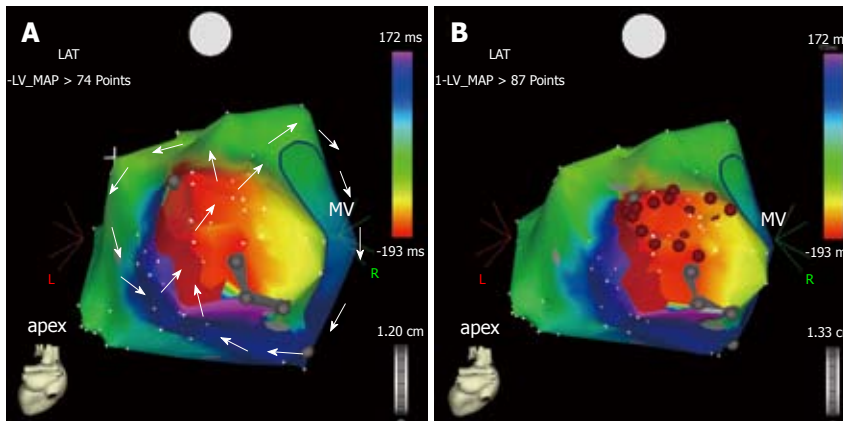 A
LAT
-LV_MAP > 74 Points
172 ms
MV
-193 ms
L
R
apex
1.20 cm
B
LAT
1-LV_MAP > 87 Points
172 ms
MV
-193 ms
L
R
apex
1.33 cm